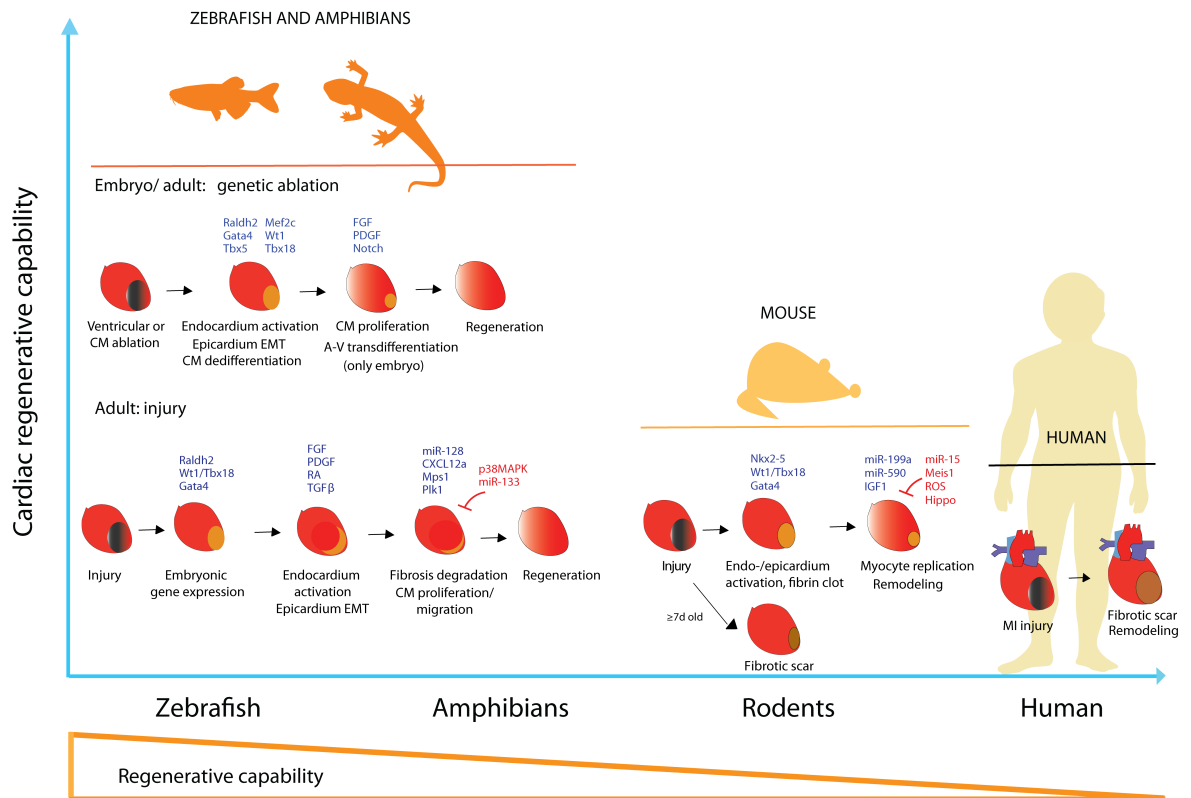 ZEBRAFISH AND AMPHIBIANS
Cardiac regenerative capability
Embryo/ adult: genetic ablation
Raldh2 Mef2c
Gata4 Wt1
Tbx5 Tbx18
FGF
PDGF
Notch
Ventricular or
CM ablation
Endocardium activation
Epicardium EMT
CM dedifferentiation
CM proliferation
A-V transdifferentiation
(only embryo)
Regeneration
Adult: injury
Raldh2
Wt1/Tbx18
Gata4
FGF
PDGF
RA
TGFβ
miR-128
CXCL12a
Mps1
Plk1
p38MAPK
miR-133
Injury
Embryonic
gene expression
Endocardium
activation
Epicardium EMT
Fibrosis degradation
CM proliferation/
migration
Regeneration
MOUSE
Nkx2-5
Wt1/Tbx18
Gata4
miR-199a
miR-590
IGF1
miR-15
Meis1
ROS
Hippo
Injury
Endo-/epicardium
activation, fibrin clot
Myocyte replication
Remodeling
≥7d old
Fibrotic scar
HUMAN
MI injury
Fibrotic scar
Remodeling
Zebrafish
Amphibians
Rodents
Human
Regenerative capability